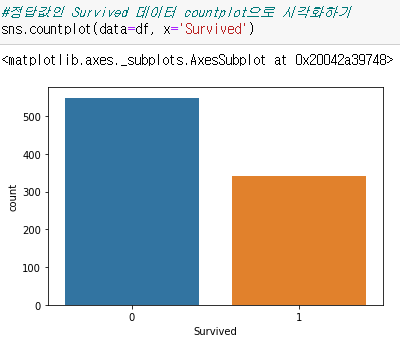 #정답값인 Survived 데이터 countplot으로 시각화하기
sns.countplot(data=df, x='Survived')
<matplotlib.axes._subplots.AxesSubplot at 0x20042a39748>
500
400
300
200
100
0
count
0 1
Survived